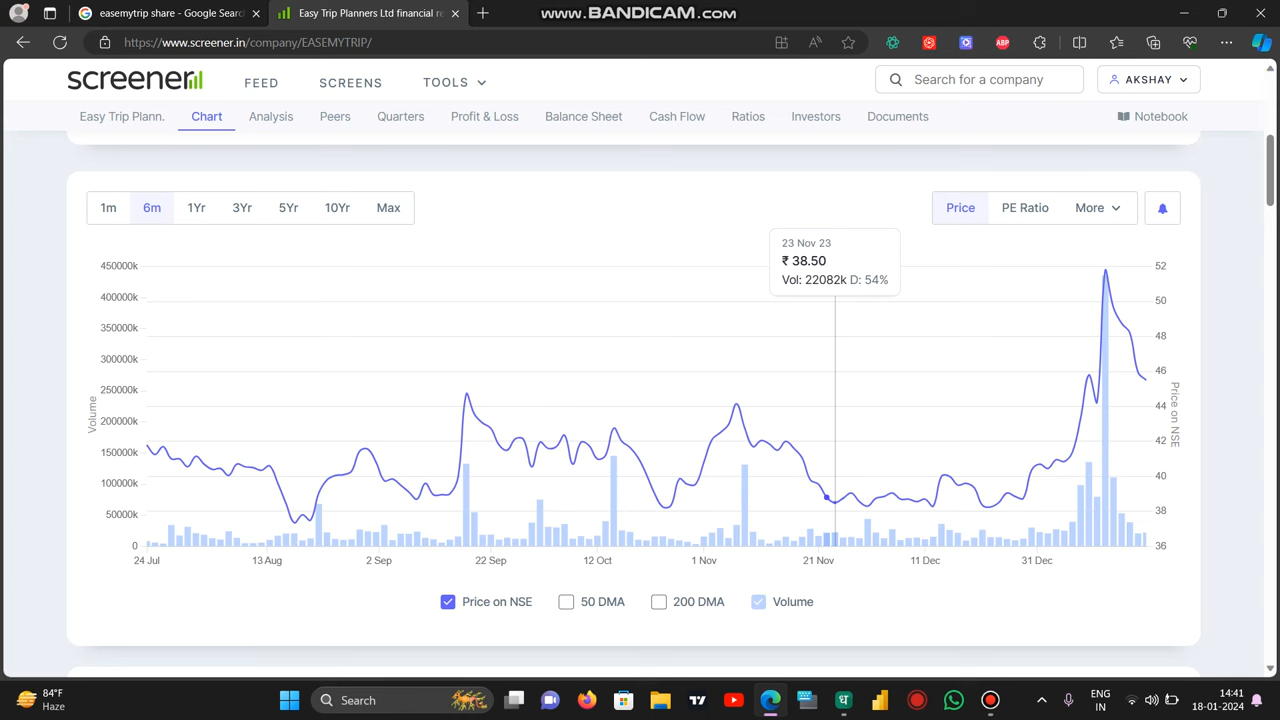 easemytrip share - Google Searc
Easy Trip Planners Ltd financial re
www.BANDICAM.com
https://www.screener.in/company/EASEMYTRIP/
ABP
screener
FEED
SCREENS
TOOLS
Search for a company
AKSHAY
Easy Trip Plann.
Chart
Analysis
Peers
Quarters
Profit & Loss
Balance Sheet
Cash Flow
Ratios
Investors
Documents
Notebook
1m
6m
1Yr
3Yr
5Yr
10Yr
Max
Price
PE Ratio
More
23 Nov 23
₹ 38.50
Vol: 22082k D: 54%
450000k
400000k
350000k
300000k
250000k
200000k
150000k
100000k
50000k
0
Volume
52
50
48
46
44
42
40
38
36
Price on NSE
24 Jul
13 Aug
2 Sep
22 Sep
12 Oct
1 Nov
21 Nov
11 Dec
31 Dec
Price on NSE
50 DMA
200 DMA
Volume
84°F
Haze
Search
ENG
IN
14:41
18-01-2024